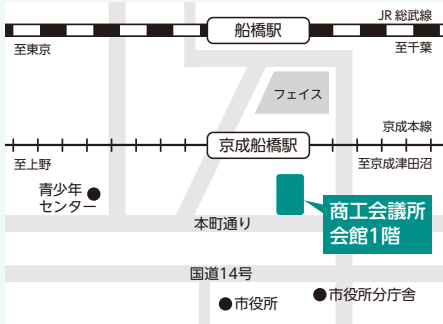 JR 総武線
船橋駅
至東京
至千葉
フェイス
京成本線
京成船橋駅
至上野
至京成津田沼
青少年
センター
商工会議所
会館1階
本町通り
国道14号
市役所
市役所分庁舎